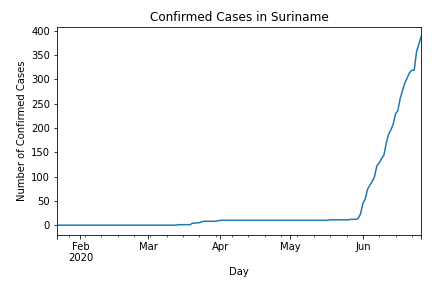 Confirmed Cases in Suriname
400
350
300
250
200
150
100
50
0
Number of Confirmed Cases
Feb Mar Apr May Jun
2020
Day